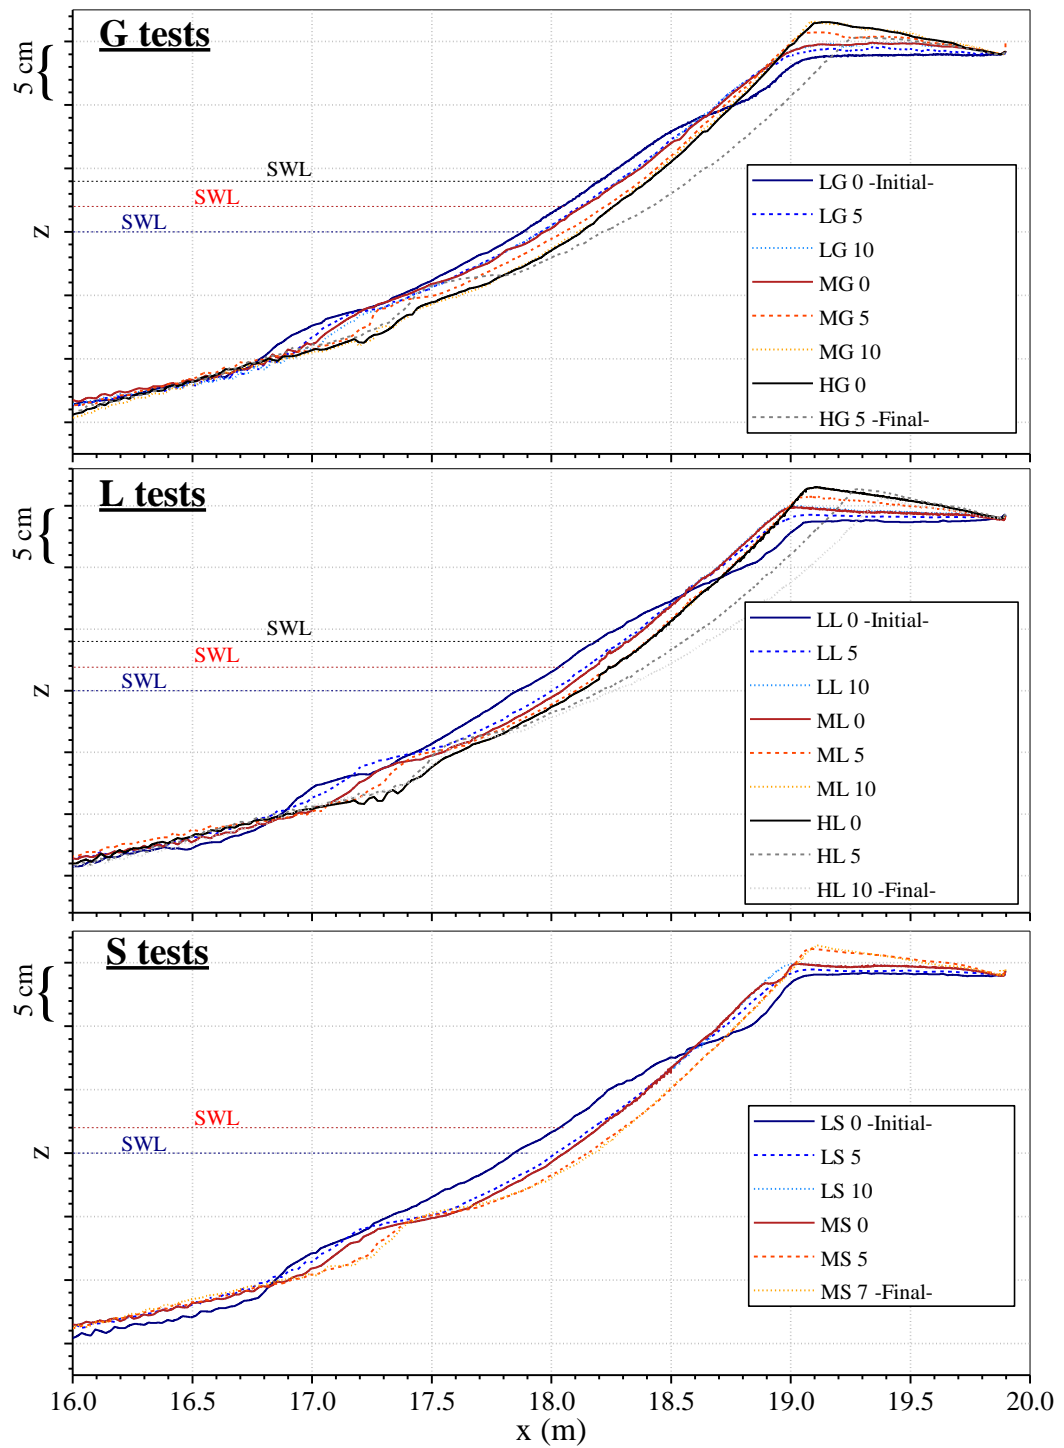 G tests
5 cm {
SWL
SWL
SWL
Z
LG 0 -Initial-
LG 5
LG 10
MG 0
MG 5
MG 10
HG 0
HG 5 -Final-
L tests
5 cm {
SWL
SWL
SWL
Z
LL 0 -Initial-
LL 5
LL 10
ML 0
ML 5
ML 10
HL 0
HL 5
HL 10 -Final-
S tests
5 cm {
SWL
SWL
Z
LS 0 -Initial-
LS 5
LS 10
MS 0
MS 5
MS 7 -Final-
16.0 16.5 17.0 17.5 18.0 18.5 19.0 19.5 20.0
x (m)